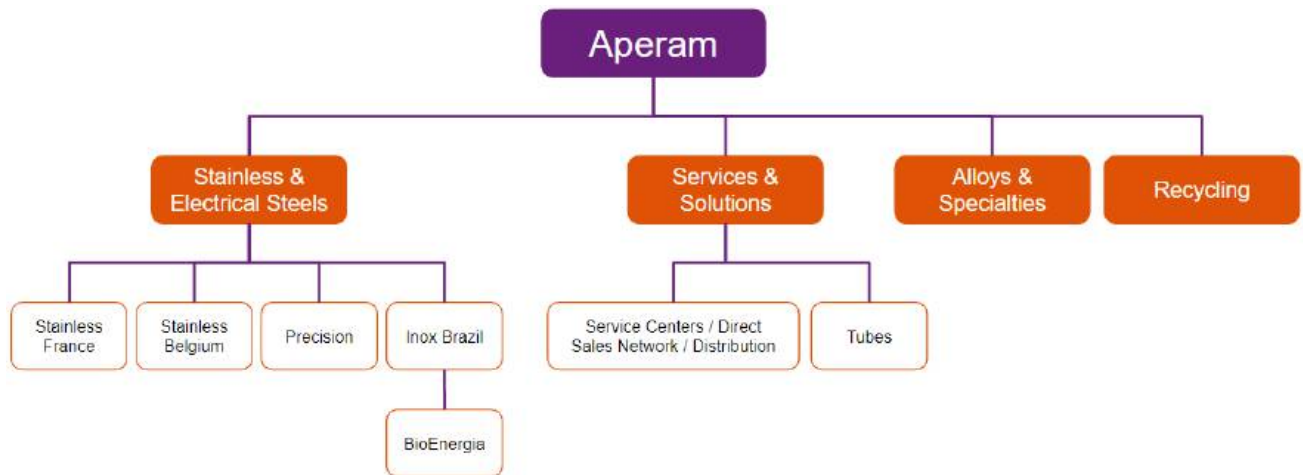 Aperam
Stainless &
Electrical Steels
Services &
Solutions
Alloys &
Specialties
Recycling
Stainless
France
Stainless
Belgium
Precision
Inox Brazil
Service Centers / Direct
Sales Network / Distribution
Tubes
BioEnergia